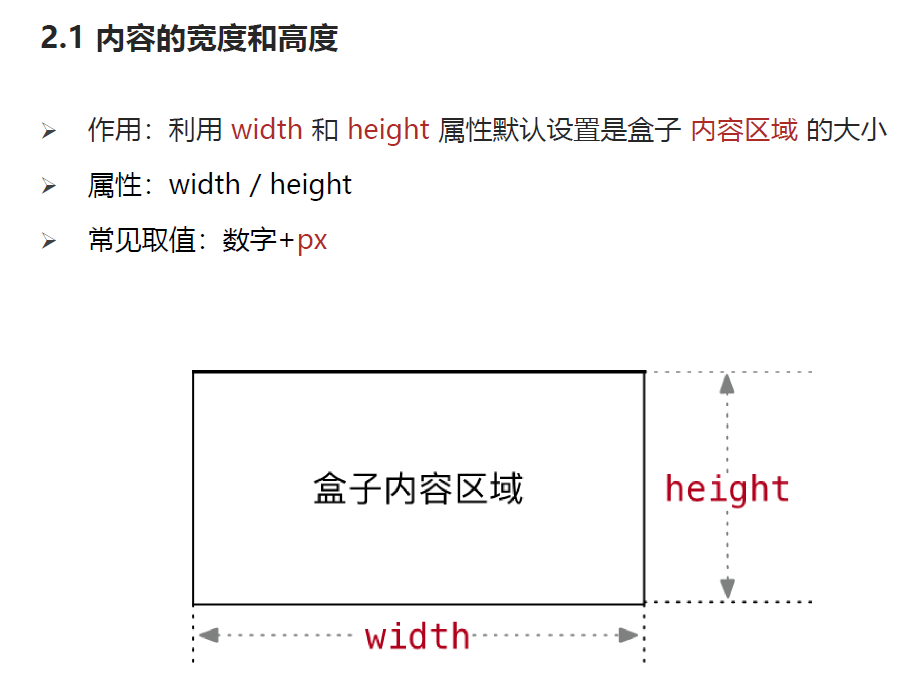 2.1 内容的宽度和高度
作用：利用 width 和 height 属性默认设置是盒子 内容区域 的大小
属性：width / height
常见取值：数字+px
盒子内容区域
height
width